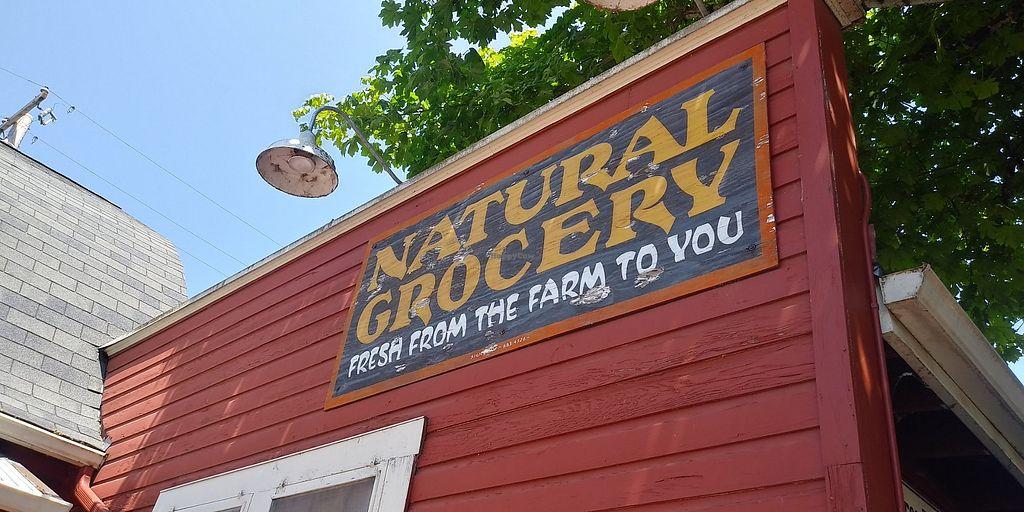 NATURAL
GROCERY
FRESH FROM THE FARM TO YOU